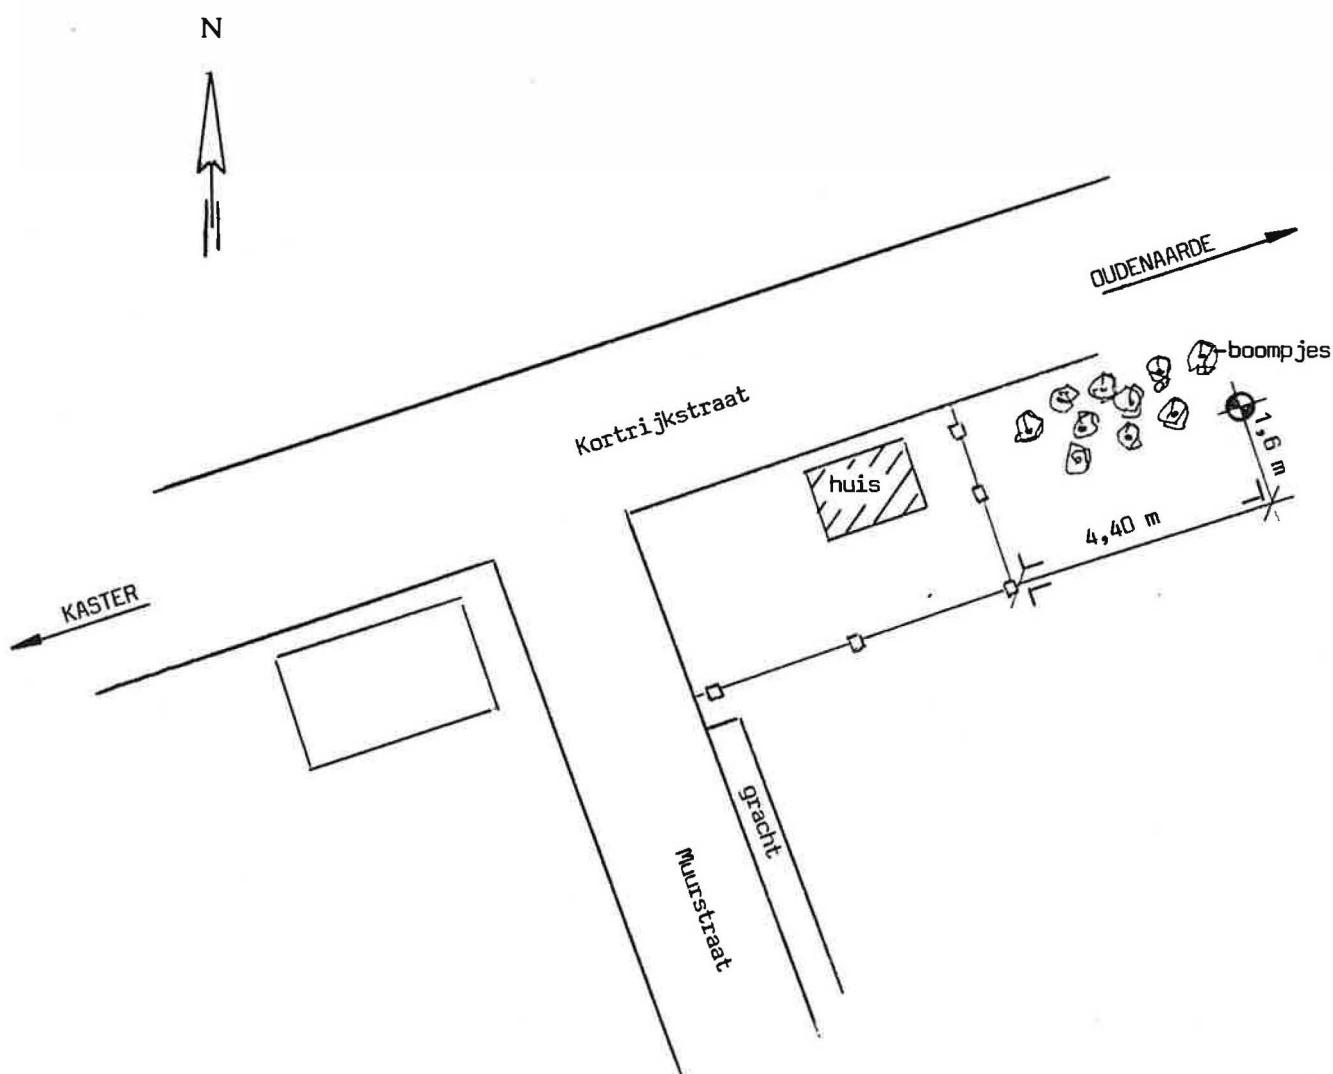 N
OUDENAARDE
boompjes
Kortrijkstraat
1,6 m
huis
4,40 m
KASTER
gracht
Muurstraat